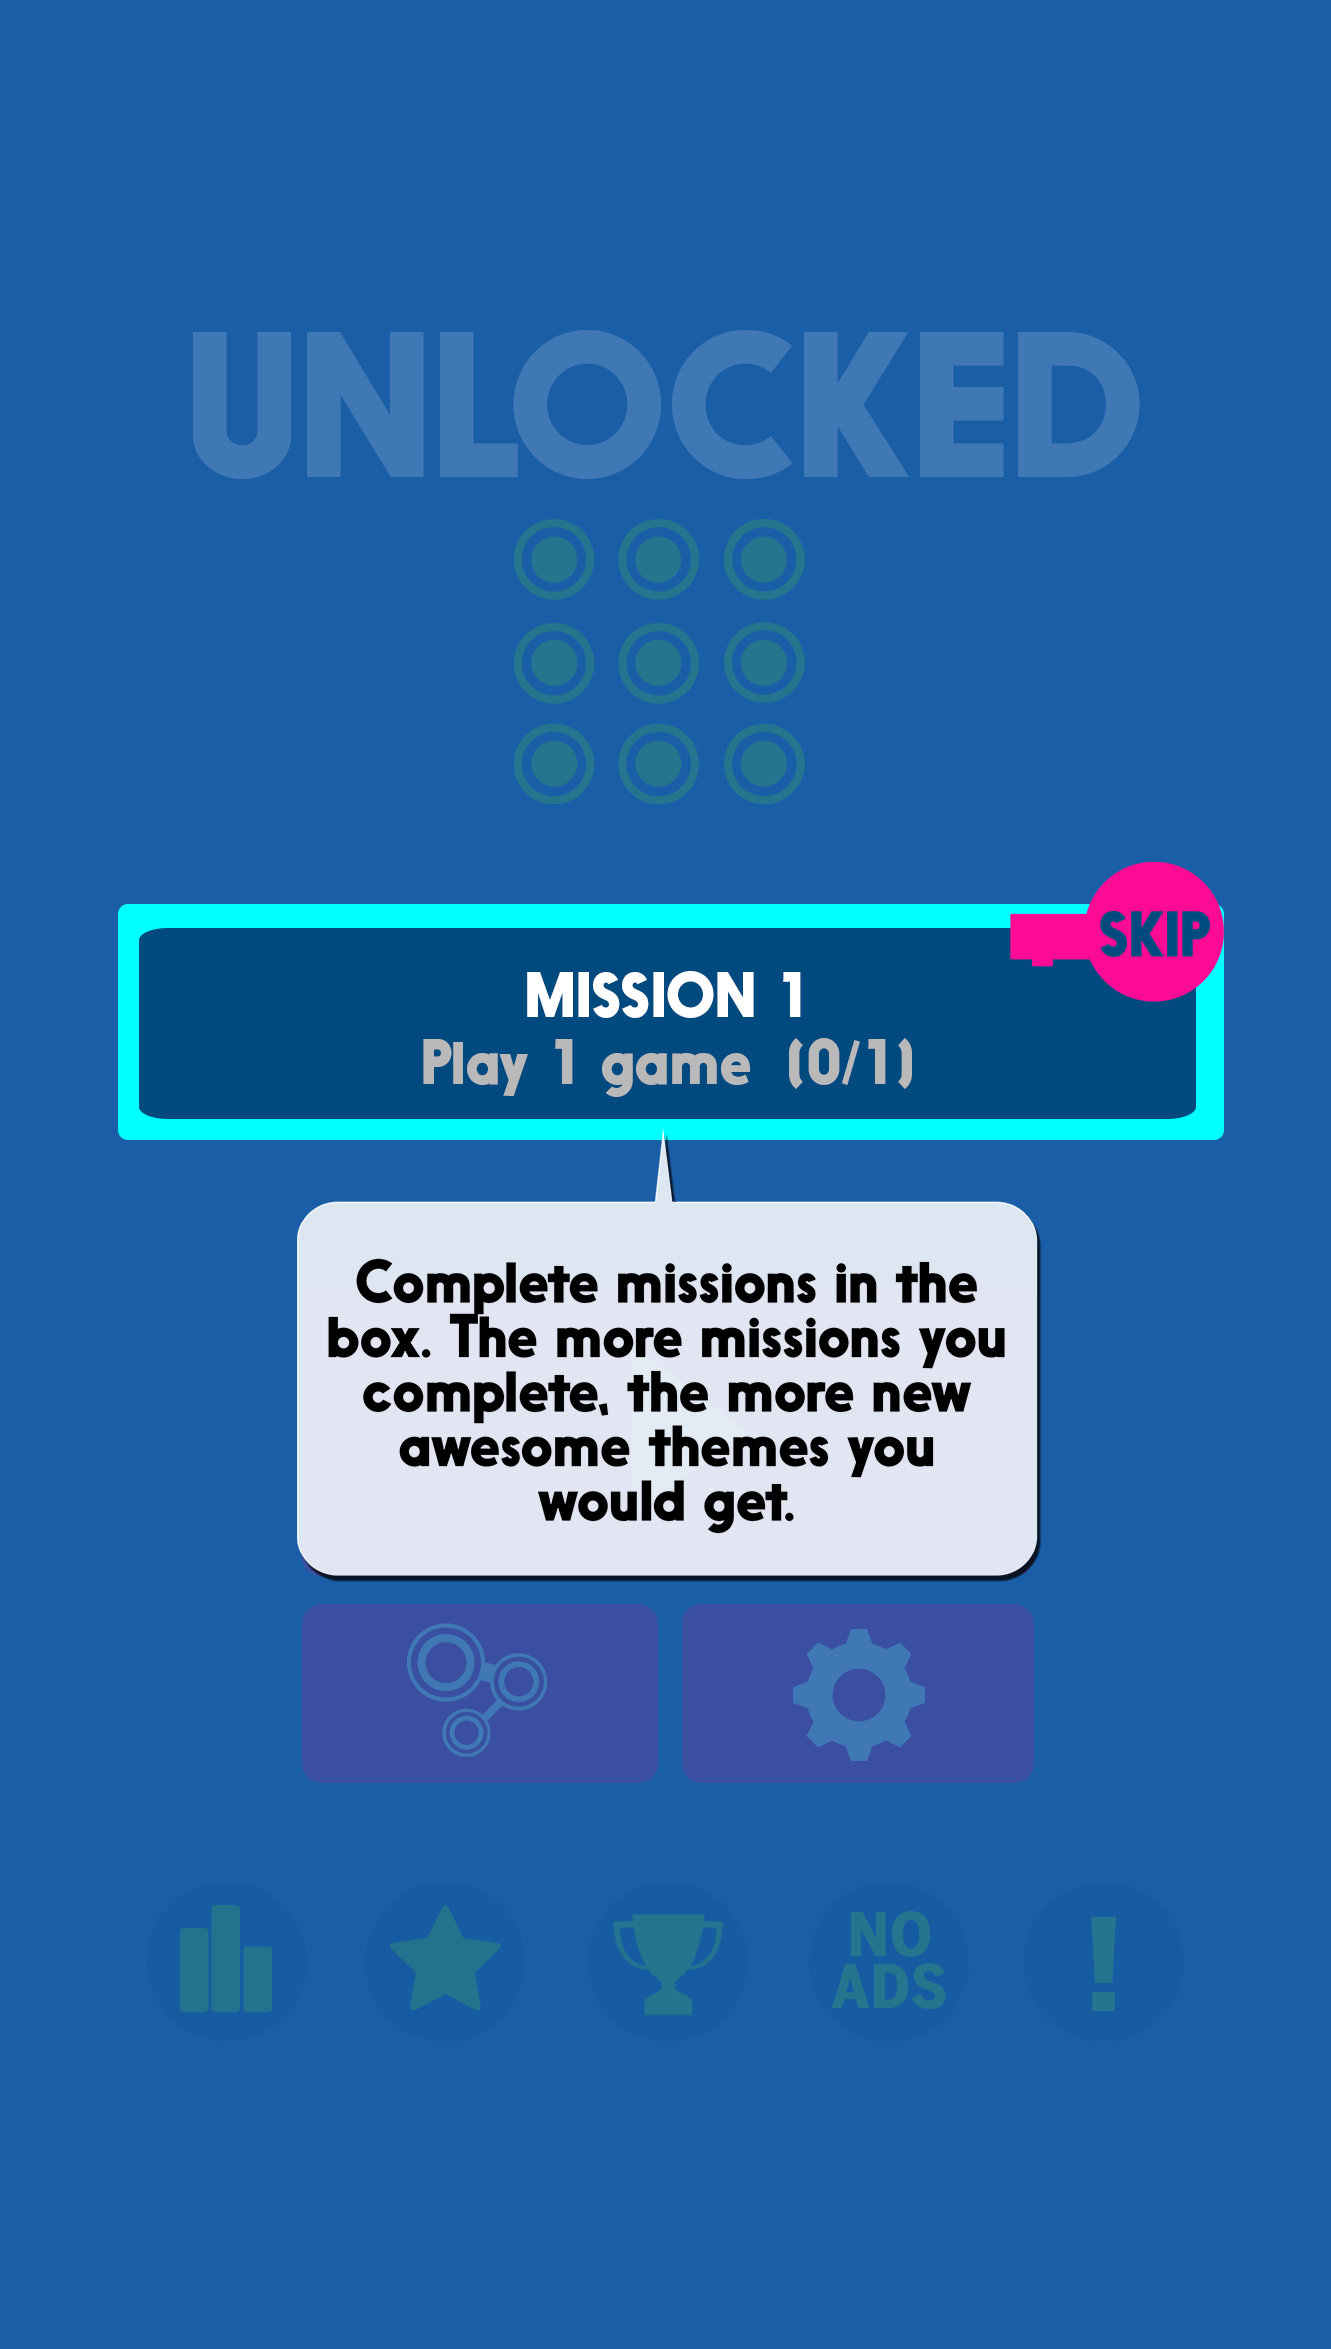 UNLOCKED
SKIP
MISSION 1
Play 1 game (0/1)
Complete missions in the
box. The more missions you
complete, the more new
awesome themes you
would get.
NO
ADS
!